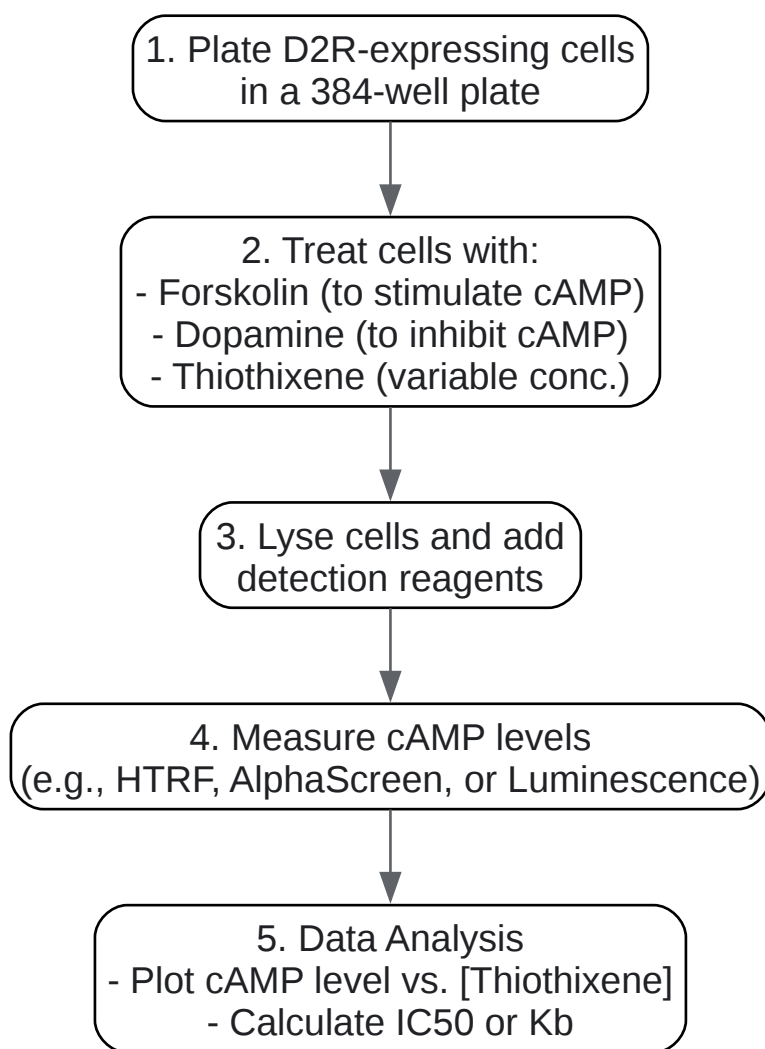 1. Plate D2R-expressing cells
in a 384-well plate
2. Treat cells with:
- Forskolin (to stimulate cAMP)
- Dopamine (to inhibit cAMP)
- Thiothixene (variable conc.)
3. Lyse cells and add
detection reagents
4. Measure cAMP levels
(e.g., HTRF, AlphaScreen, or Luminescence)
5. Data Analysis
- Plot cAMP level vs. [Thiothixene]
- Calculate IC50 or Kb